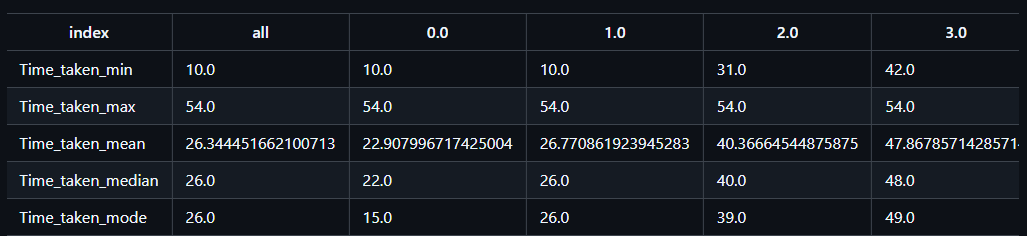 index all 0.0 1.0 2.0 3.0
Time_taken_min 10.0 10.0 10.0 31.0 42.0
Time_taken_max 54.0 54.0 54.0 54.0 54.0
Time_taken_mean 26.344451662100713 22.907996717425004 26.770861923945283 40.36664544875875 47.8678571428571
Time_taken_median 26.0 22.0 26.0 40.0 48.0
Time_taken_mode 26.0 15.0 26.0 39.0 49.0